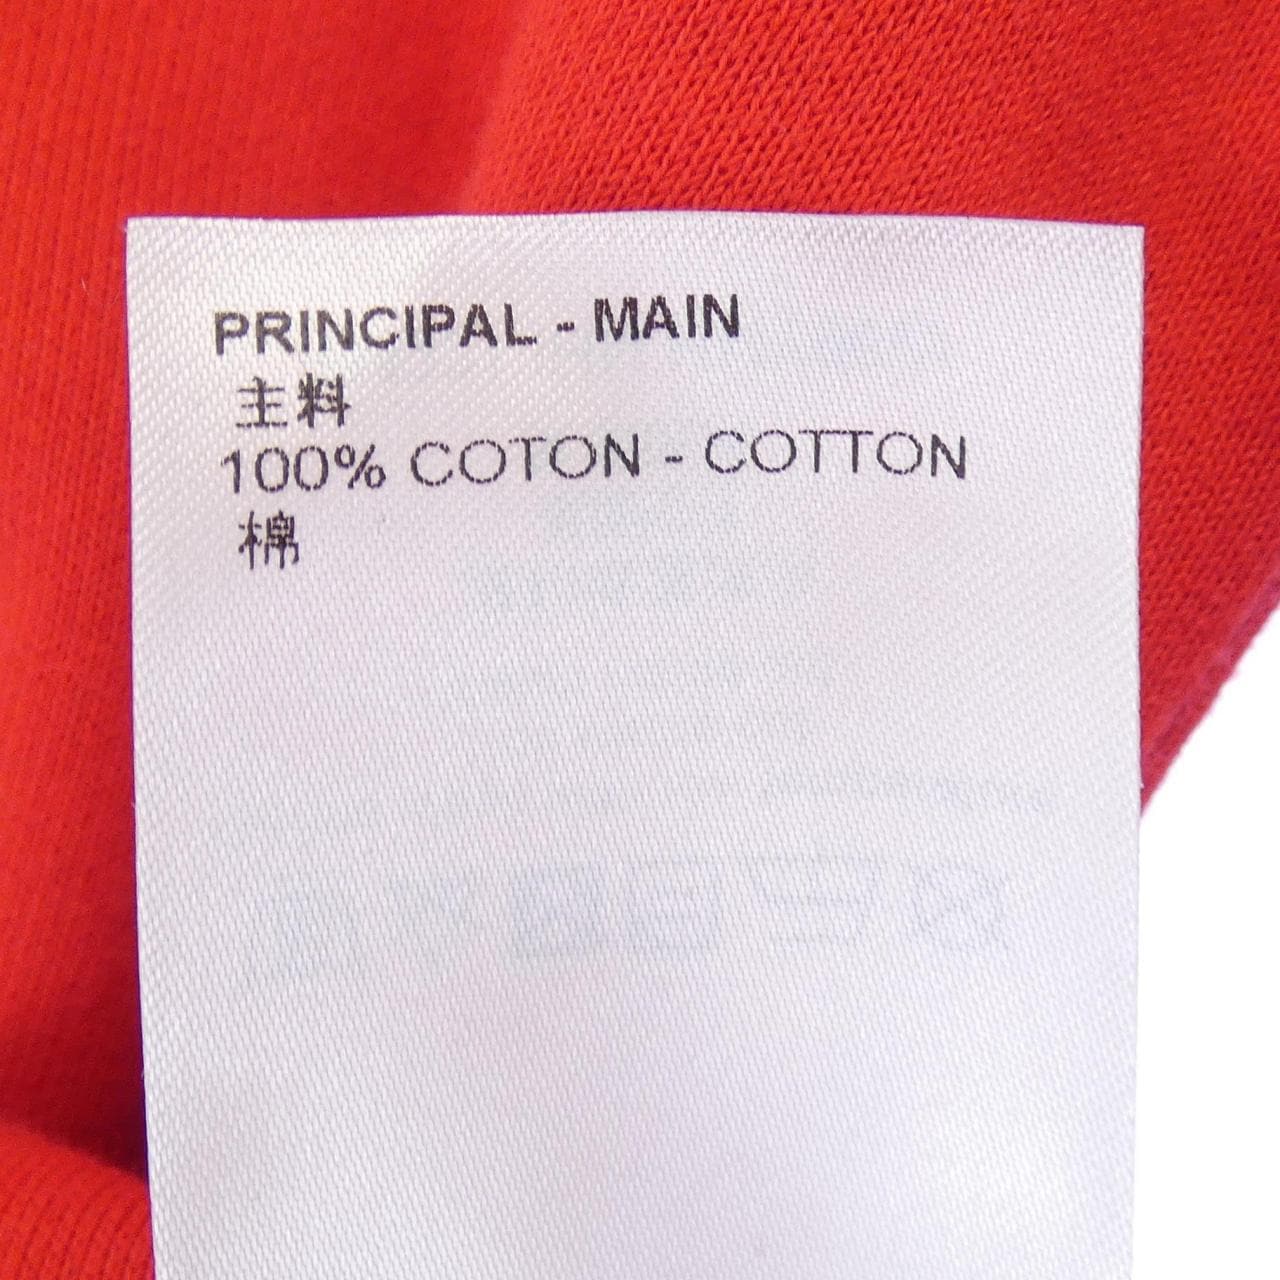 PRINCIPAL - MAIN
主料
100% COTON - COTTON
棉